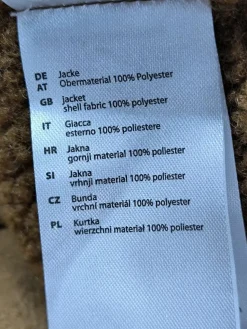 DE Jacke
AT Obermaterial 100% Polyester
GB Jacket
shell fabric 100% polyester
IT Giacca
esterno 100% poliestere
HR Jakna
gornji materijal 100% poliester
SI Jakna
vrhnji material 100% poliester
CZ Bunda
vrchní materiál 100% polyester
PL Kurtka
wierzchni materiał 100% poliester